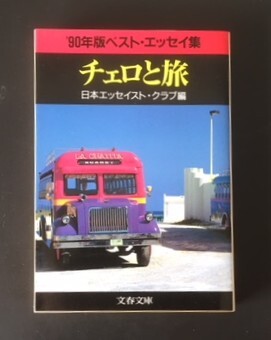 '90年版ベスト・エッセイ集
チェロと旅
日本エッセイスト・クラブ編
文春文庫